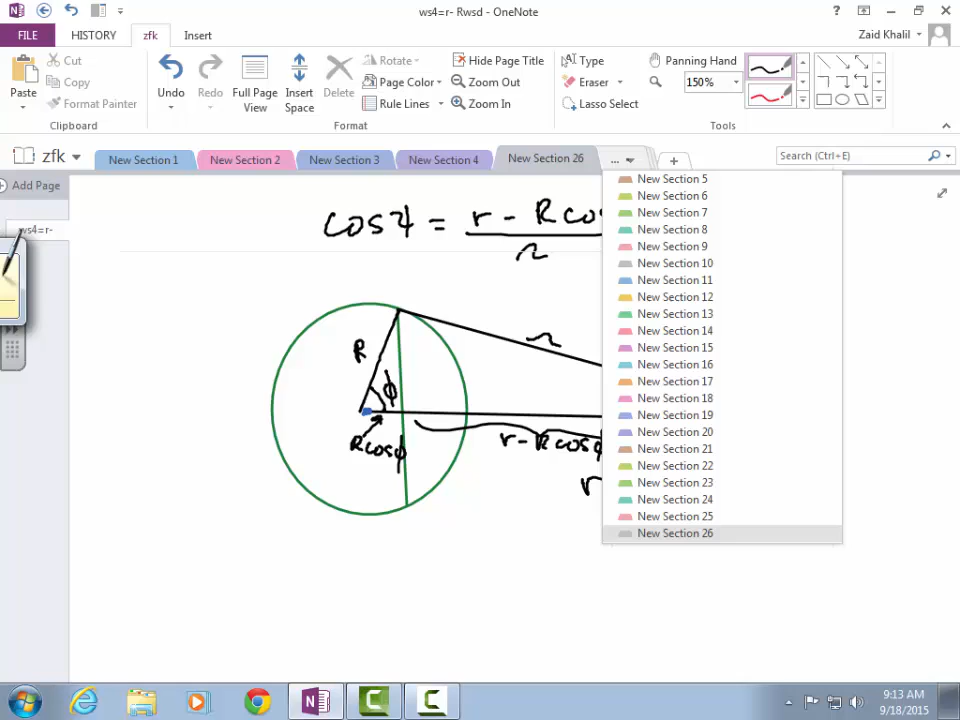 ws4=r- Rwsd - OneNote
?
FILE HISTORY zfk Insert
Zaid Khalil
Paste
Cut
Copy
Format Painter
Clipboard
Undo Redo Full Page View Insert Space Delete
Rotate
Page Color
Rule Lines
Hide Page Title
Zoom Out
Zoom In
Format
Type
Eraser
Lasso Select
Panning Hand
150%
Tools
zfk New Section 1 New Section 2 New Section 3 New Section 4 New Section 26 ...
Search (Ctrl+E)
Add Page
ws4=r-
New Section 5
New Section 6
New Section 7
New Section 8
New Section 9
New Section 10
New Section 11
New Section 12
New Section 13
New Section 14
New Section 15
New Section 16
New Section 17
New Section 18
New Section 19
New Section 20
New Section 21
New Section 22
New Section 23
New Section 24
New Section 25
New Section 26
cosψ = r - Rcos
r
R
ϕ
Rcosϕ
r - Rcosϕ
r
9:13 AM
9/18/2015